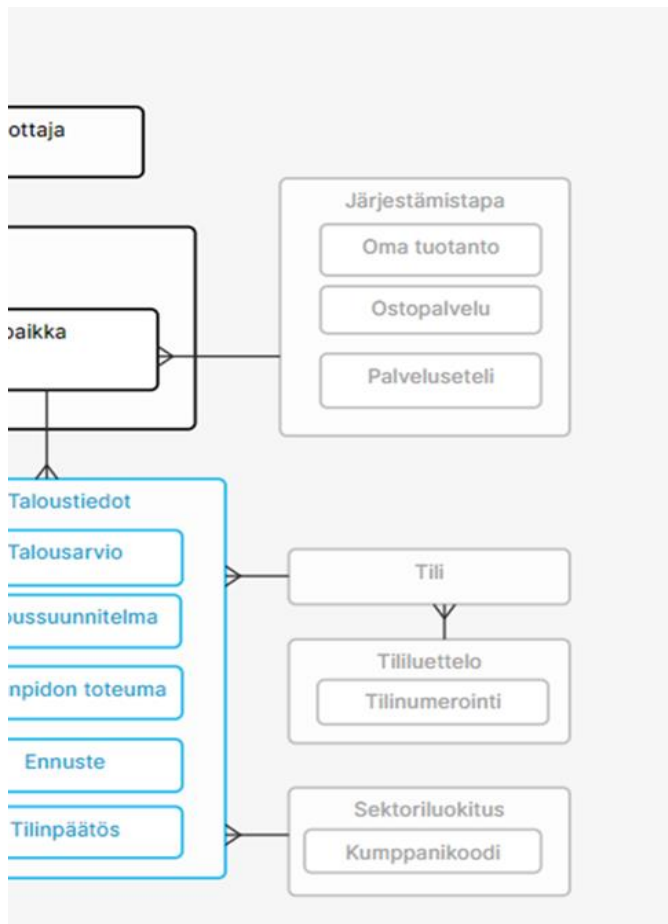 ottaja
Järjestämistapa
Oma tuotanto
Ostopalvelu
paikka
Palveluseteli
Taloustiedot
Talousarvio
oussuunnitelma
npidon toteuma
Ennuste
Tilinpäätös
Tili
Tililuettelo
Tilinumerointi
Sektoriluokitus
Kumppanikoodi